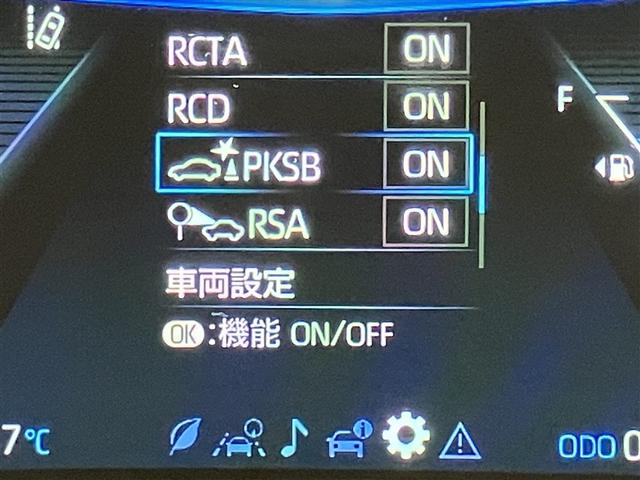 RCTA ON
RCD ON
F
PKSB ON
RSA ON
車両設定
OK:機能 ON/OFF
7℃
ODO 0